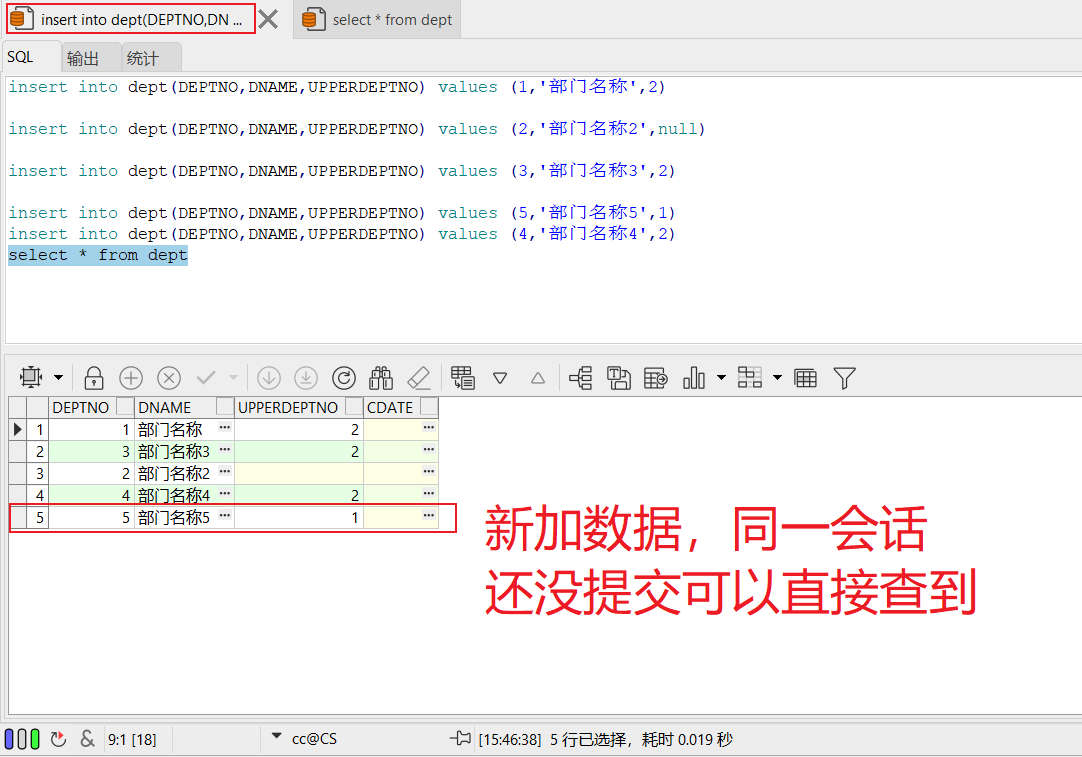 insert into dept(DEPTNO,DN ...
select * from dept
SQL 输出 统计
insert into dept(DEPTNO,DNAME,UPPERDEPTNO) values (1,'部门名称',2)
insert into dept(DEPTNO,DNAME,UPPERDEPTNO) values (2,'部门名称2',null)
insert into dept(DEPTNO,DNAME,UPPERDEPTNO) values (3,'部门名称3',2)
insert into dept(DEPTNO,DNAME,UPPERDEPTNO) values (5,'部门名称5',1)
insert into dept(DEPTNO,DNAME,UPPERDEPTNO) values (4,'部门名称4',2)
select * from dept
DEPTNO DNAME UPPERDEPTNO CDATE
1 1 部门名称 ... 2 ...
2 3 部门名称3 ... 2 ...
3 2 部门名称2 ... ...
4 4 部门名称4 ... 2 ...
5 5 部门名称5 ... 1 ...
新加数据，同一会话
还没提交可以直接查到
& 9:1 [18] cc@CS [15:46:38] 5 行已选择，耗时 0.019 秒